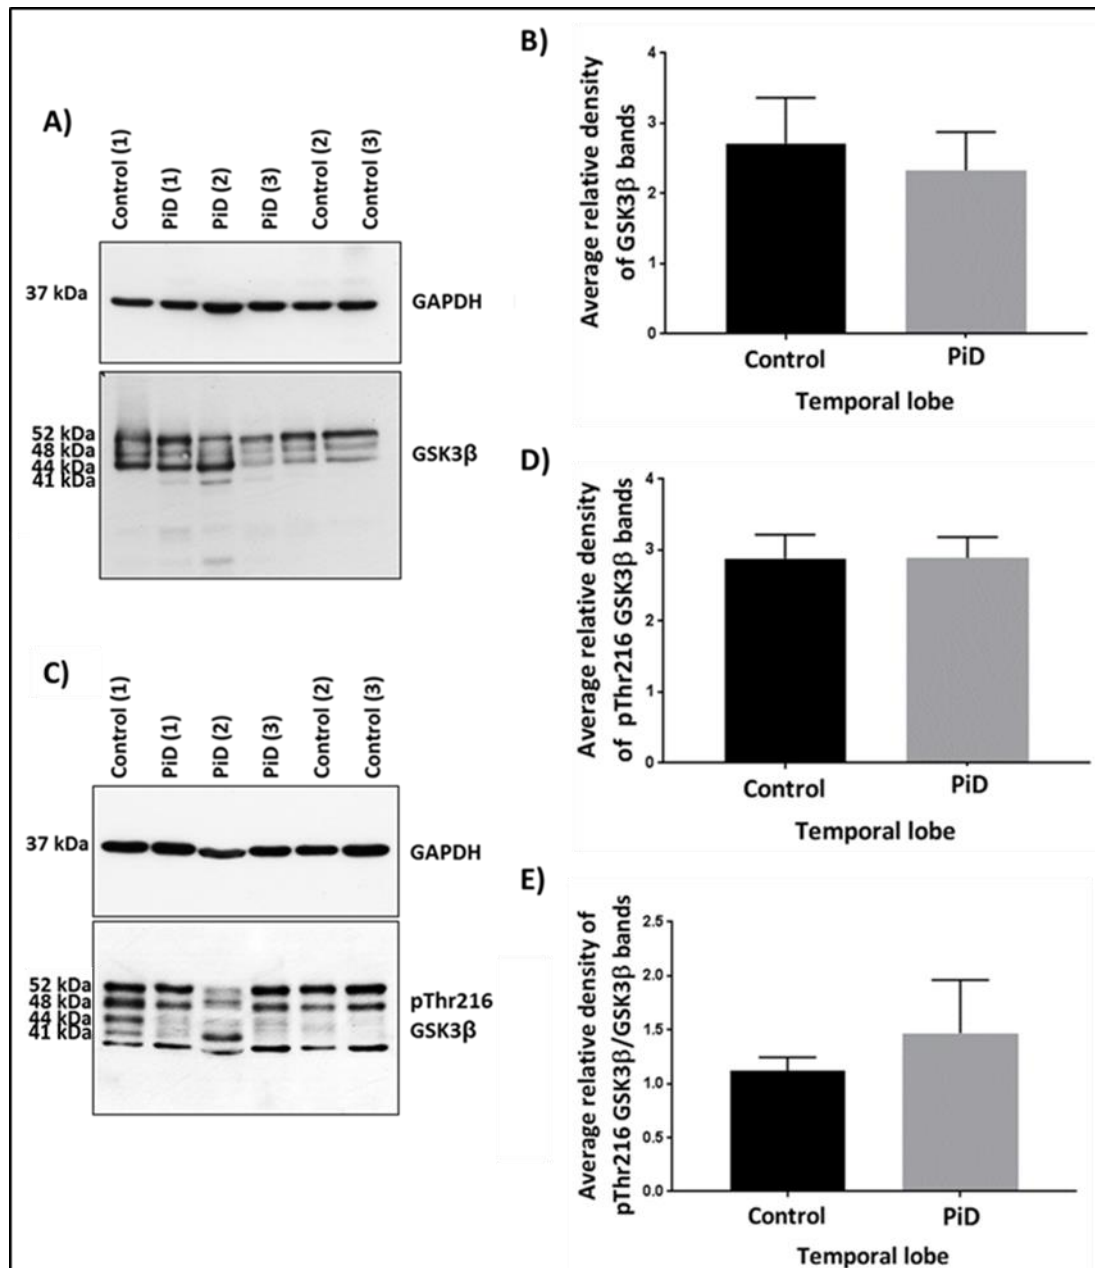 A)
Control (1)
PiD (1)
PiD (2)
PiD (3)
Control (2)
Control (3)
37 kDa
GAPDH
52 kDa
48 kDa
44 kDa
41 kDa
GSK3β
B)
Average relative density
of GSK3β bands
4
3
2
1
0
Control
PiD
Temporal lobe
C)
Control (1)
PiD (1)
PiD (2)
PiD (3)
Control (2)
Control (3)
37 kDa
GAPDH
52 kDa
48 kDa
44 kDa
41 kDa
pThr216
GSK3β
D)
Average relative density
of pThr216 GSK3β bands
4
3
2
1
0
Control
PiD
Temporal lobe
E)
Average relative density of
pThr216 GSK3β/GSK3β bands
2.5
2.0
1.5
1.0
0.5
0.0
Control
PiD
Temporal lobe